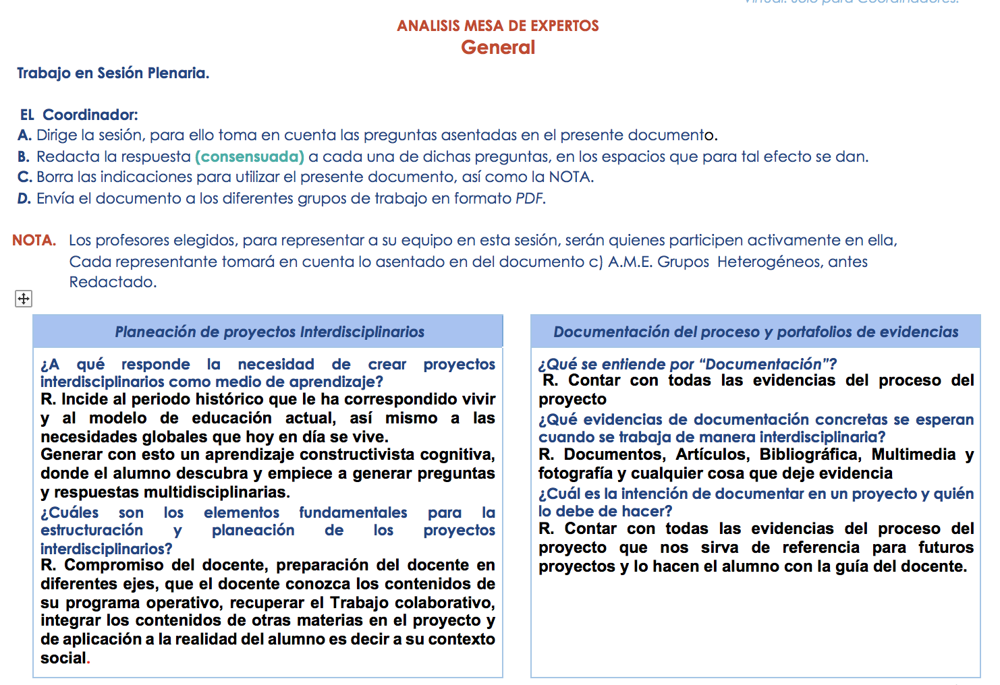 ANALISIS MESA DE EXPERTOS
General
Trabajo en Sesión Plenaria.
EL Coordinador:
A. Dirige la sesión, para ello toma en cuenta las preguntas asentadas en el presente documento.
B. Redacta la respuesta (consensuada) a cada una de dichas preguntas, en los espacios que para tal efecto se dan.
C. Borra las indicaciones para utilizar el presente documento, así como la NOTA.
D. Envía el documento a los diferentes grupos de trabajo en formato PDF.
NOTA. Los profesores elegidos, para representar a su equipo en esta sesión, serán quienes participen activamente en ella,
Cada representante tomará en cuenta lo asentado en del documento c) A.M.E. Grupos Heterogéneos, antes
Redactado.
Planeación de proyectos Interdisciplinarios
¿A qué responde la necesidad de crear proyectos
interdisciplinarios como medio de aprendizaje?
R. Incide al periodo histórico que le ha correspondido vivir
y al modelo de educación actual, así mismo a las
necesidades globales que hoy en día se vive.
Generar con esto un aprendizaje constructivista cognitiva,
donde el alumno descubra y empiece a generar preguntas
y respuestas multidisciplinarias.
¿Cuáles son los elementos fundamentales para la
estructuración y planeación de los proyectos
interdisciplinarios?
R. Compromiso del docente, preparación del docente en
diferentes ejes, que el docente conozca los contenidos de
su programa operativo, recuperar el Trabajo colaborativo,
integrar los contenidos de otras materias en el proyecto y
de aplicación a la realidad del alumno es decir a su contexto
social.
Documentación del proceso y portafolios de evidencias
¿Qué se entiende por “Documentación”?
R. Contar con todas las evidencias del proceso del
proyecto
¿Qué evidencias de documentación concretas se esperan
cuando se trabaja de manera interdisciplinaria?
R. Documentos, Artículos, Bibliográfica, Multimedia y
fotografía y cualquier cosa que deje evidencia
¿Cuál es la intención de documentar en un proyecto y quién
lo debe de hacer?
R. Contar con todas las evidencias del proceso del
proyecto que nos sirva de referencia para futuros
proyectos y lo hacen el alumno con la guía del docente.